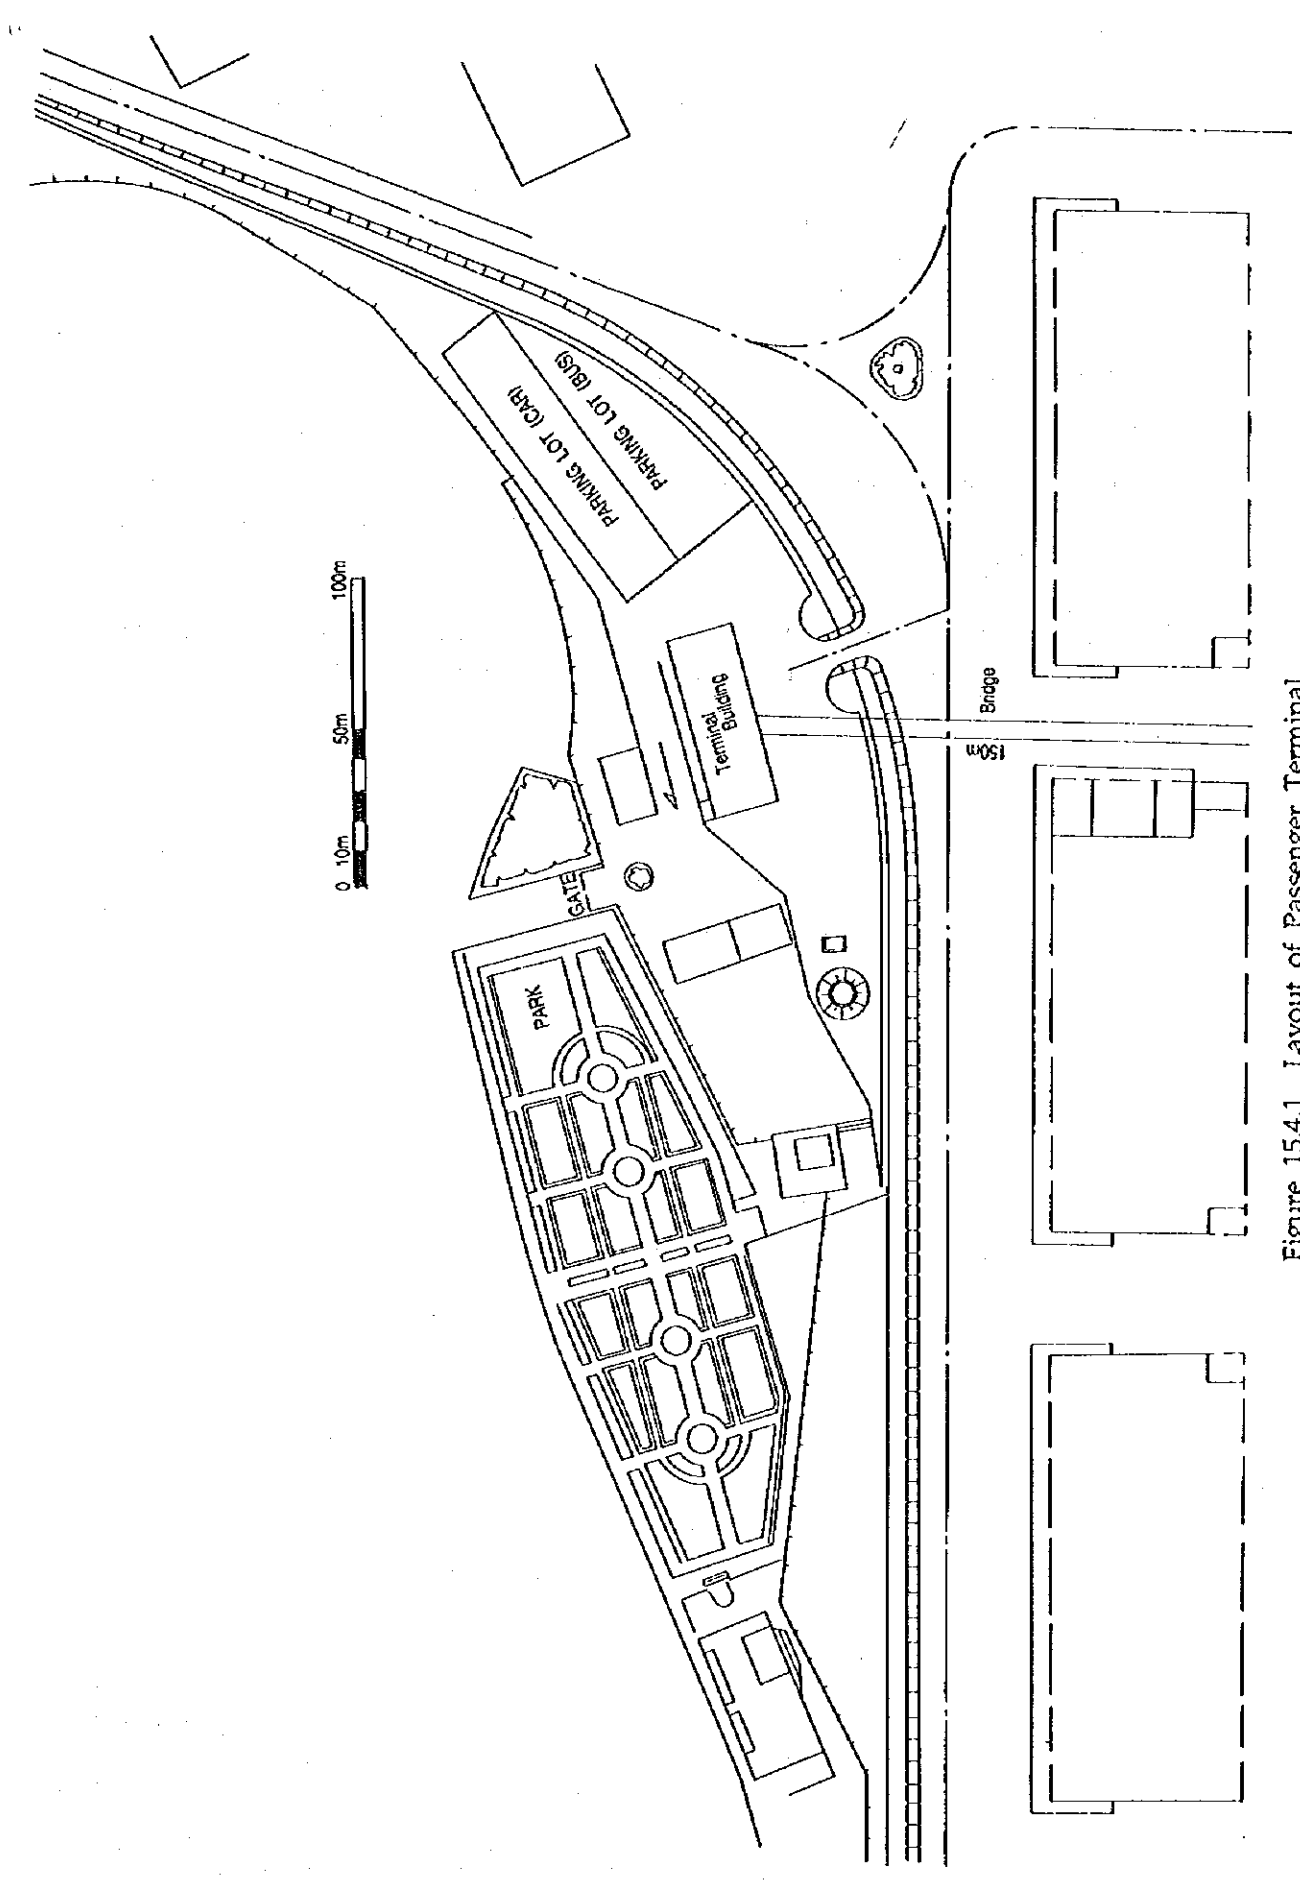 0 10m 50m 100m
PARKING LOT (CAR)
PARKING LOT (BUS)
Terminal
Building
GATE
PARK
150m
Bridge
Figure 15.4.1 Layout of Passenger Terminal